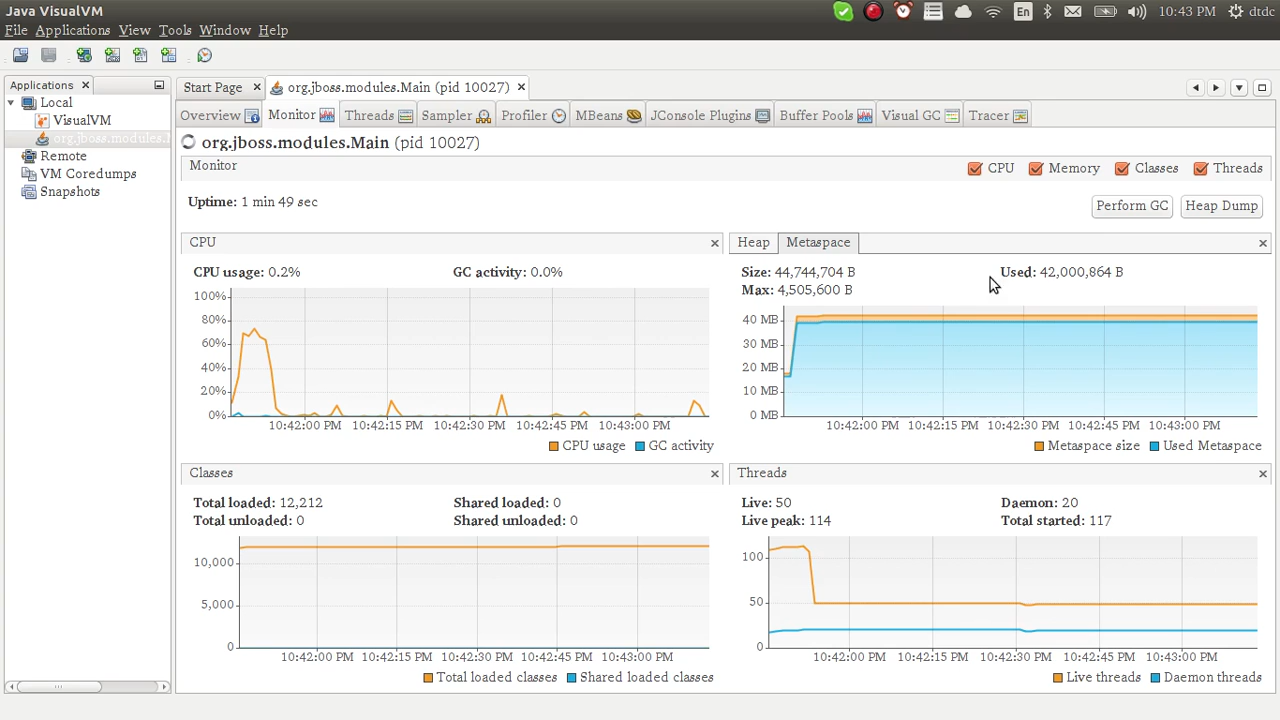 Java VisualVM
En 10:43 PM dtdc
File Applications View Tools Window Help
Applications
Start Page org.jboss.modules.Main (pid 10027)
Local
VisualVM
org.jboss.modules.
Remote
VM Coredumps
Snapshots
Overview Monitor Threads Sampler Profiler MBeans JConsole Plugins Buffer Pools Visual GC Tracer
org.jboss.modules.Main (pid 10027)
Monitor
CPU Memory Classes Threads
Uptime: 1 min 49 sec
Perform GC Heap Dump
CPU
CPU usage: 0.2% GC activity: 0.0%
100%
80%
60%
40%
20%
0%
10:42:00 PM 10:42:15 PM 10:42:30 PM 10:42:45 PM 10:43:00 PM
CPU usage GC activity
Heap Metaspace
Size: 44,744,704 B Used: 42,000,864 B
Max: 4,505,600 B
40 MB
30 MB
20 MB
10 MB
0 MB
10:42:00 PM 10:42:15 PM 10:42:30 PM 10:42:45 PM 10:43:00 PM
Metaspace size Used Metaspace
Classes
Total loaded: 12,212 Shared loaded: 0
Total unloaded: 0 Shared unloaded: 0
10,000
5,000
0
10:42:00 PM 10:42:15 PM 10:42:30 PM 10:42:45 PM 10:43:00 PM
Total loaded classes Shared loaded classes
Threads
Live: 50 Daemon: 20
Live peak: 114 Total started: 117
100
50
0
10:42:00 PM 10:42:15 PM 10:42:30 PM 10:42:45 PM 10:43:00 PM
Live threads Daemon threads